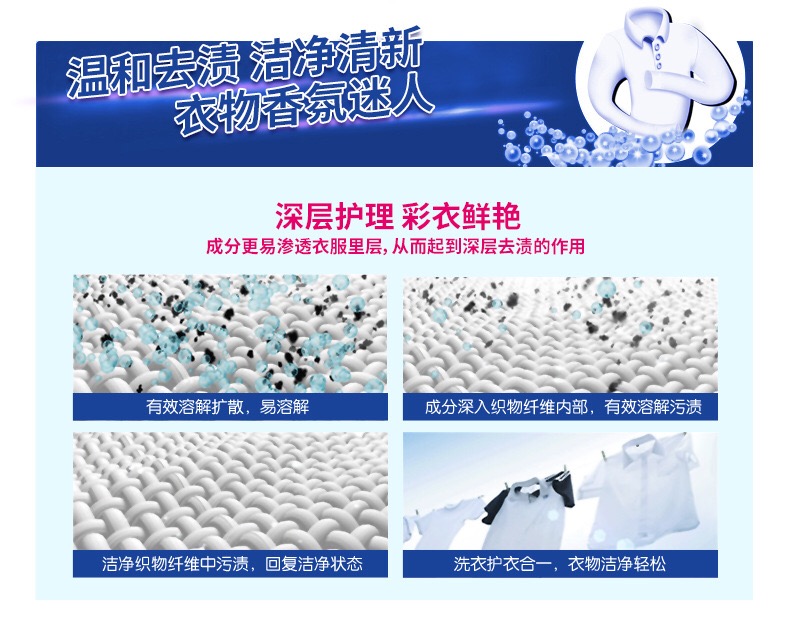 温和去渍 洁净清新
衣物香氛迷人
深层护理 彩衣鲜艳
成分更易渗透衣服里层，从而起到深层去渍的作用
有效溶解扩散，易溶解
成分深入织物纤维内部，有效溶解污渍
洁净织物纤维中污渍，回复洁净状态
洗衣护衣合一，衣物洁净轻松